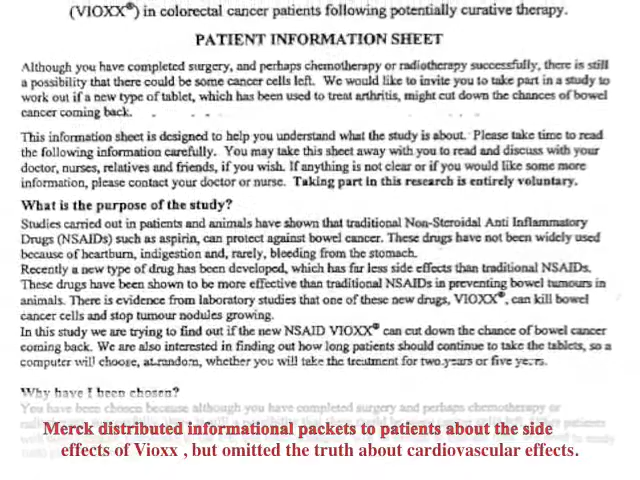 (VIOXX®) in colorectal cancer patients following potentially curative therapy.
PATIENT INFORMATION SHEET
Although you have completed surgery, and perhaps chemotherapy or radiotherapy successfully, there is still
a possibility that there could be some cancer cells left. We would like to invite you to take part in a study to
work out if a new type of tablet, which has been used to treat arthritis, might cut down the chances of bowel
cancer coming back.
This information sheet is designed to help you understand what the study is about. Please take time to read
the following information carefully. You may take this sheet away with you to read and discuss with your
doctor, nurses, relatives and friends, if you wish. If anything is not clear or if you would like some more
information, please contact your doctor or nurse. Taking part in this research is entirely voluntary.
What is the purpose of the study?
Studies carried out in patients and animals have shown that traditional Non-Steroidal Anti Inflammatory
Drugs (NSAIDs) such as aspirin, can protect against bowel cancer. These drugs have not been widely used
because of heartburn, indigestion and, rarely, bleeding from the stomach.
Recently a new type of drug has been developed, which has far less side effects than traditional NSAIDs.
These drugs have been shown to be more effective than traditional NSAIDs in preventing bowel tumours in
animals. There is evidence from laboratory studies that one of these new drugs, VIOXX®, can kill bowel
cancer cells and stop tumour nodules growing.
In this study we are trying to find out if the new NSAID VIOXX® can cut down the chance of bowel cancer
coming back. We are also interested in finding out how long patients should continue to take the tablets, so a
computer will choose, at random, whether you will take the treatment for two years or five years.
Why have I been chosen?
You have been chosen because although you have completed surgery and perhaps chemotherapy or
Merck distributed informational packets to patients about the side
effects of Vioxx , but omitted the truth about cardiovascular effects.